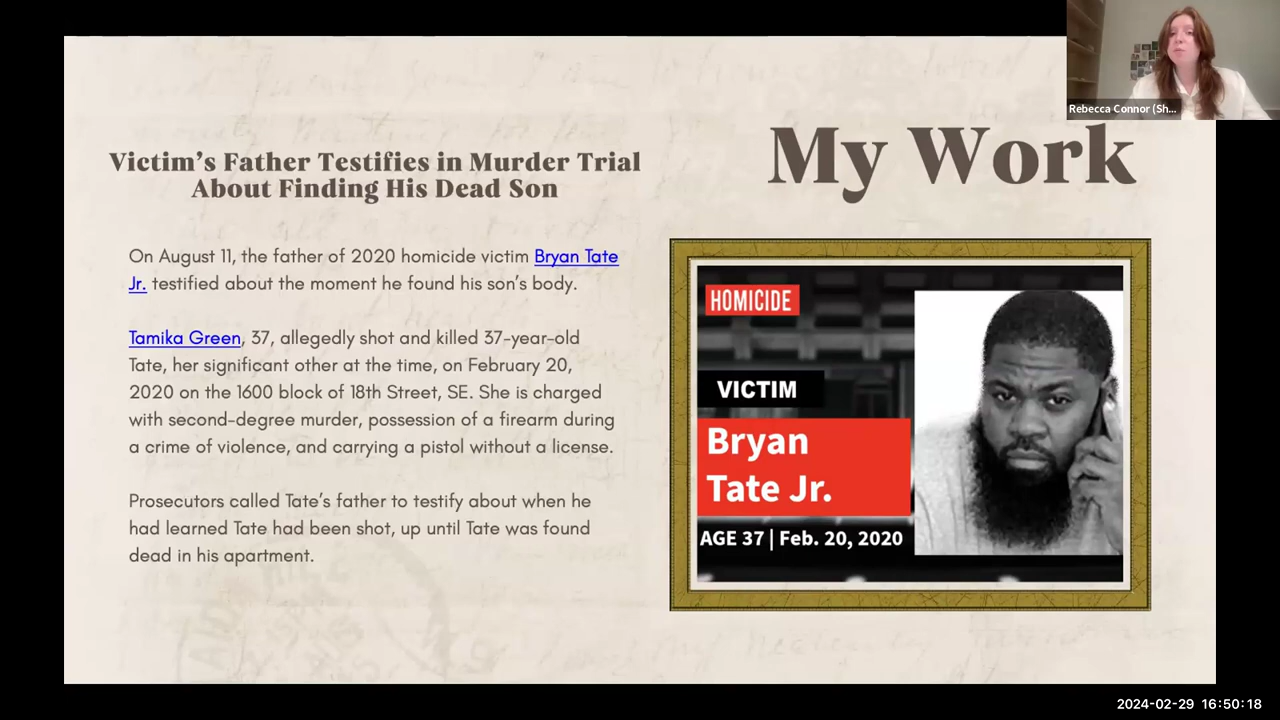 Rebecca Connor (Sh...
My Work
Victim's Father Testifies in Murder Trial
About Finding His Dead Son
On August 11, the father of 2020 homicide victim Bryan Tate
Jr. testified about the moment he found his son's body.
Tamika Green, 37, allegedly shot and killed 37-year-old
Tate, her significant other at the time, on February 20,
2020 on the 1600 block of 18th Street, SE. She is charged
with second-degree murder, possession of a firearm during
a crime of violence, and carrying a pistol without a license.
Prosecutors called Tate's father to testify about when he
had learned Tate had been shot, up until Tate was found
dead in his apartment.
HOMICIDE
VICTIM
Bryan
Tate Jr.
AGE 37 | Feb. 20, 2020
2024-02-29 16:50:18